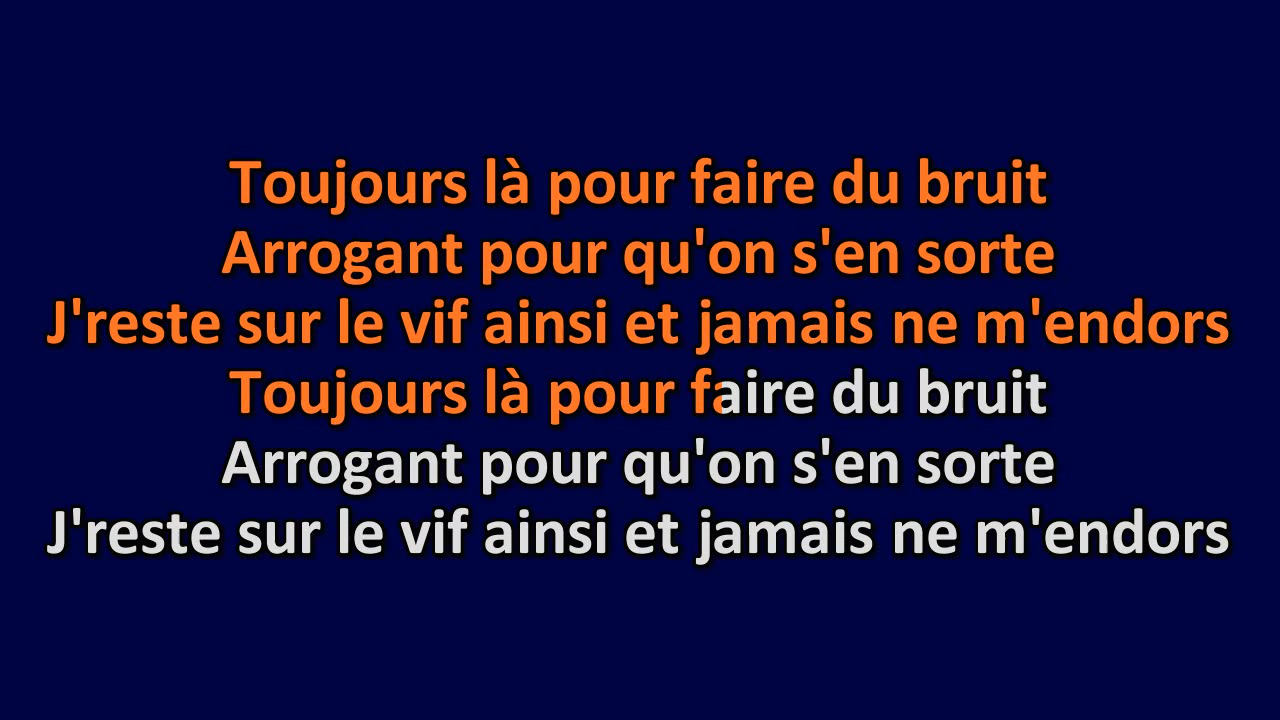 Toujours là pour faire du bruit
Arrogant pour qu'on s'en sorte
J'reste sur le vif ainsi et jamais ne m'endors
Toujours là pour faire du bruit
Arrogant pour qu'on s'en sorte
J'reste sur le vif ainsi et jamais ne m'endors